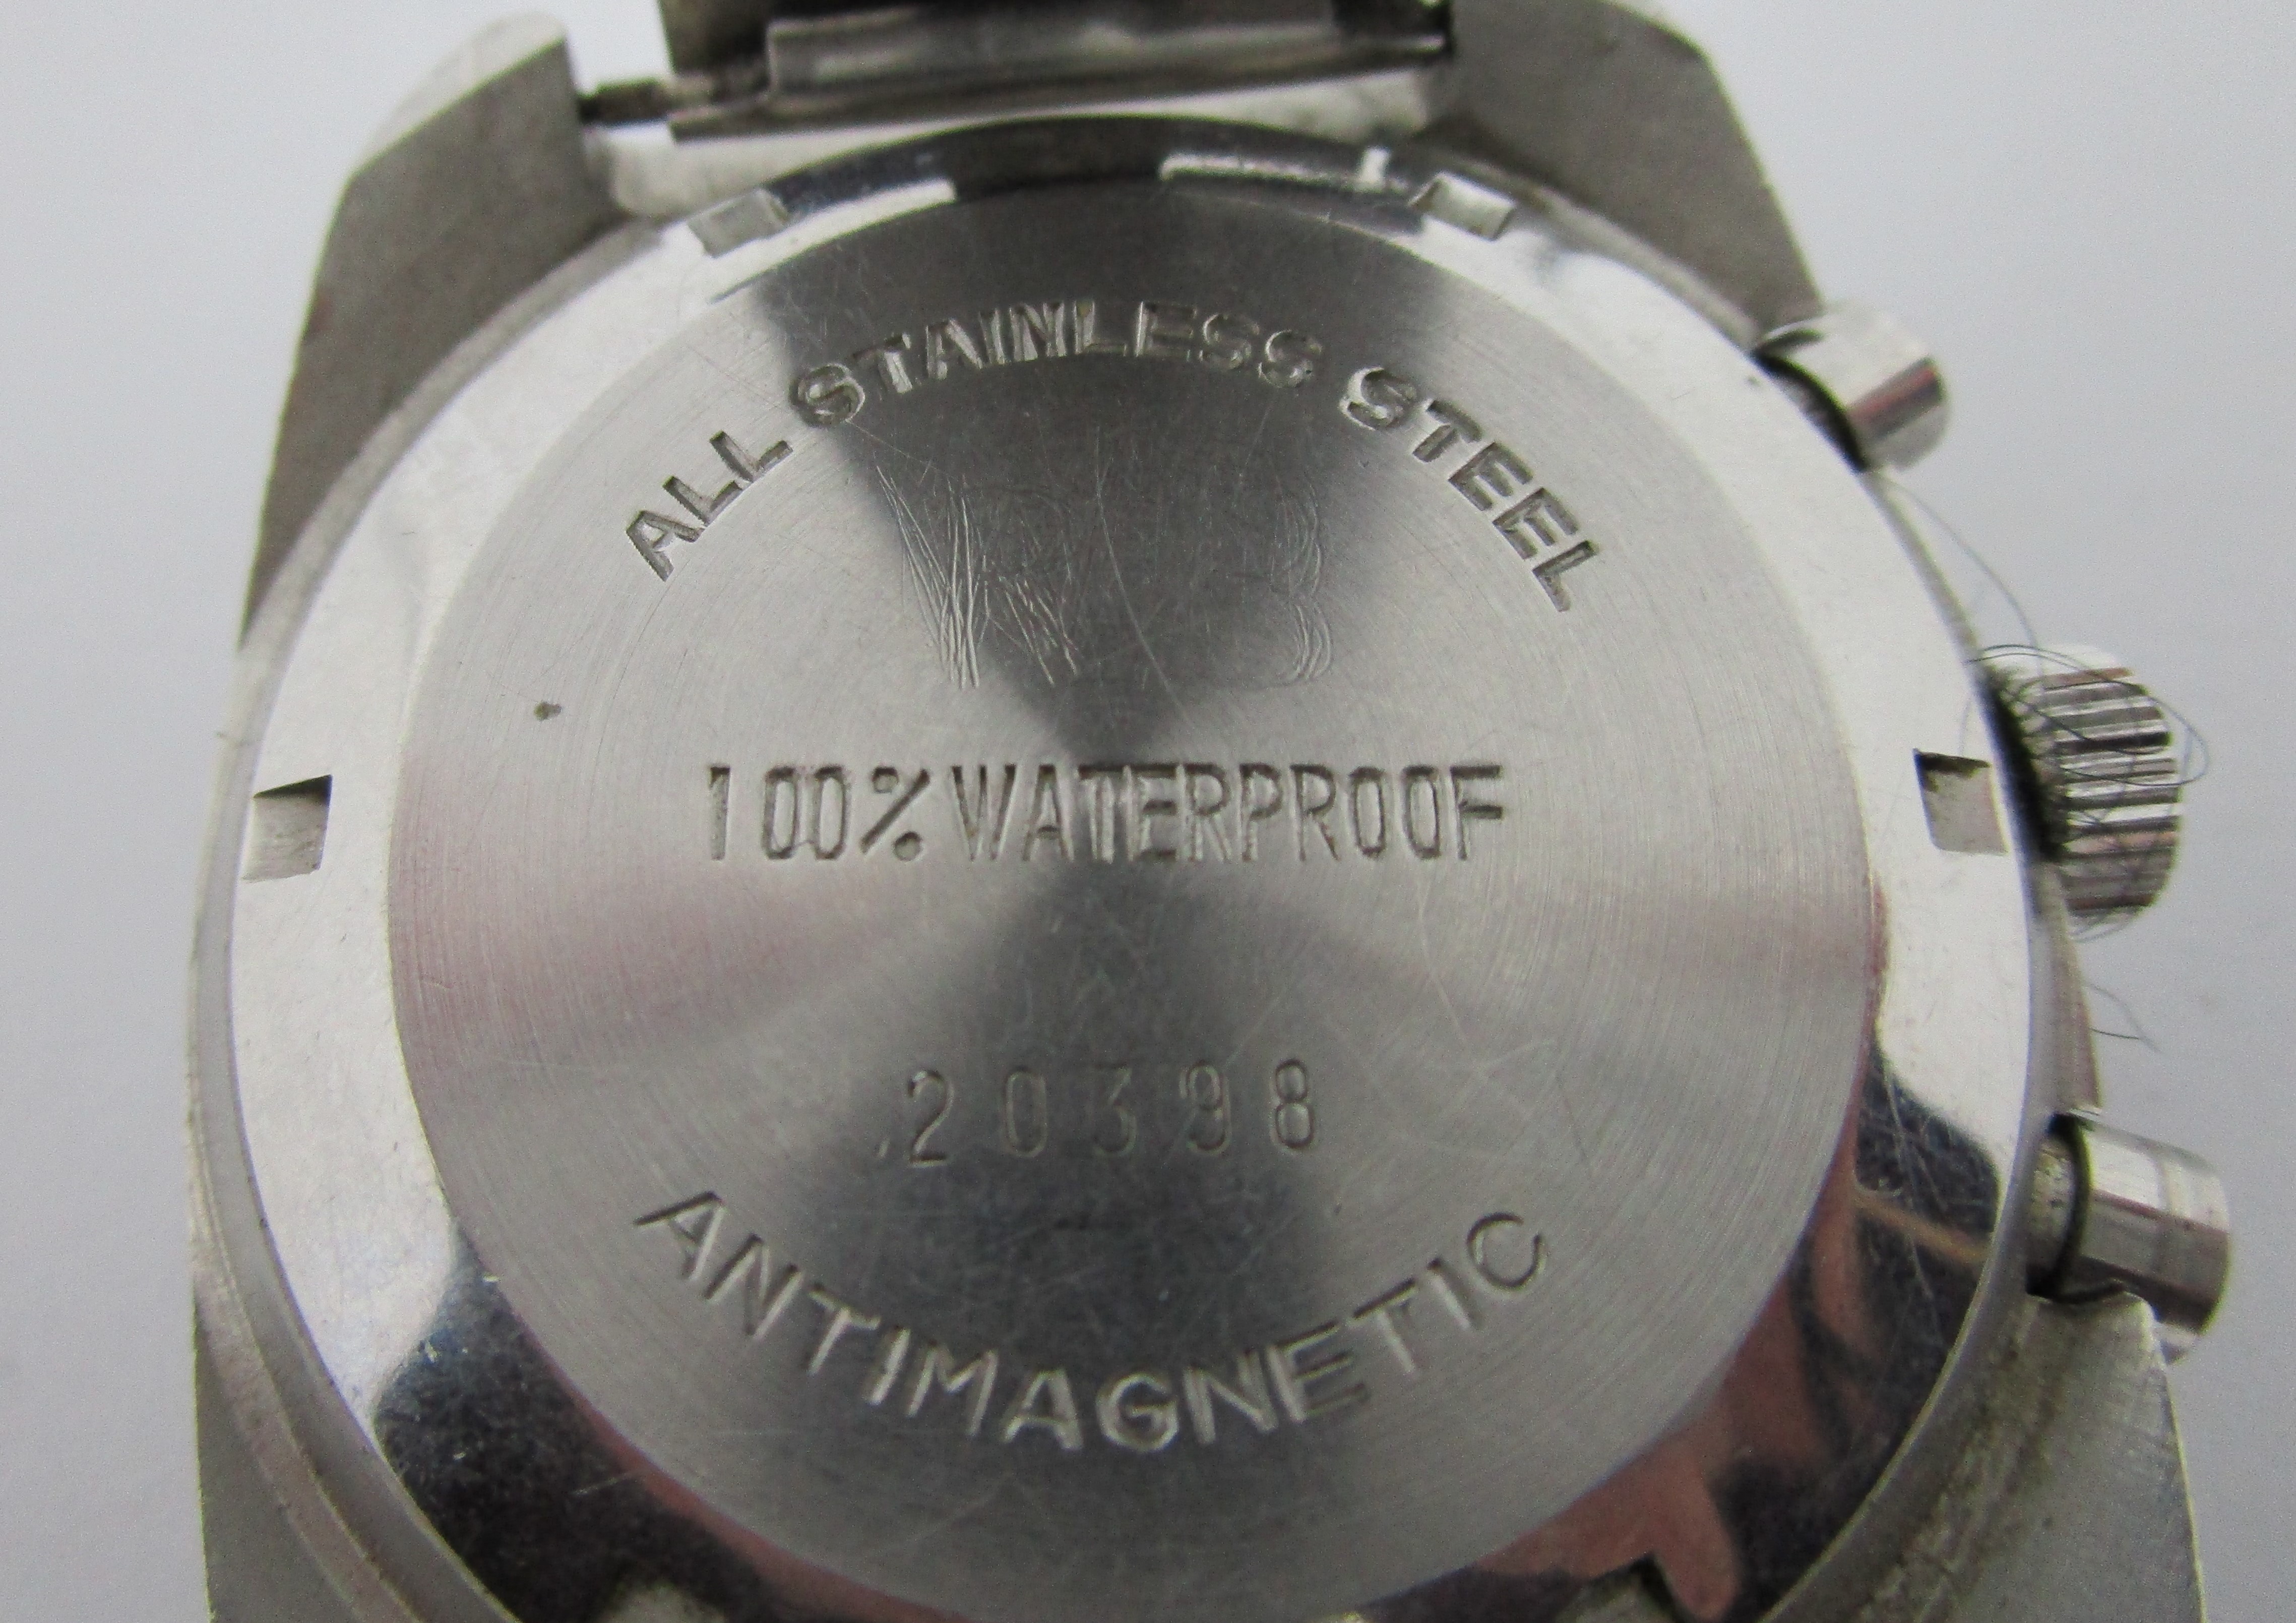 ALL STAINLESS STEEL
100% WATERPROOF
20398
ANTIMAGNETIC